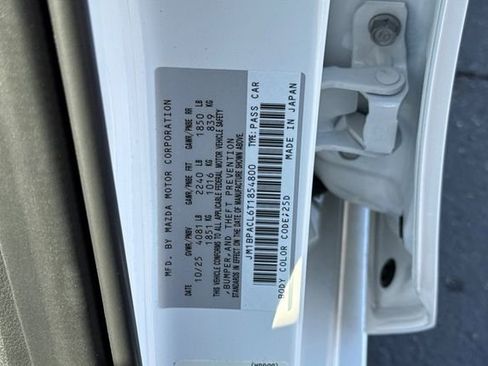 MFD. BY MAZDA MOTOR CORPORATION
GVWR/PNBV GAWR/PNBE FRT GAWR/PNBE RR
10/25 4081 LB 2240 LB 1850 LB
1851 KG 1016 KG 839 KG
THIS VEHICLE CONFORMS TO ALL APPLICABLE FEDERAL MOTOR VEHICLE SAFETY
,BUMPER,AND THEFT PREVENTION
STANDARDS IN EFFECT ON THE DATE OF MANUFACTURE SHOWN ABOVE.
JM1BPACL6T1854800 TYPE:PASS CAR
BODY COLOR CODE:25D MADE IN JAPAN